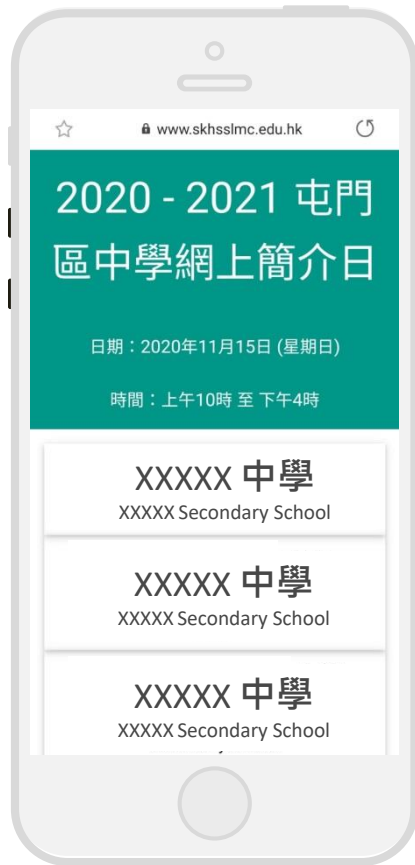 www.skhsslmc.edu.hk
2020 - 2021 屯門
區中學網上簡介日
日期：2020年11月15日 (星期日)
時間：上午10時 至 下午4時
XXXXX 中學
XXXXX Secondary School
XXXXX 中學
XXXXX Secondary School
XXXXX 中學
XXXXX Secondary School